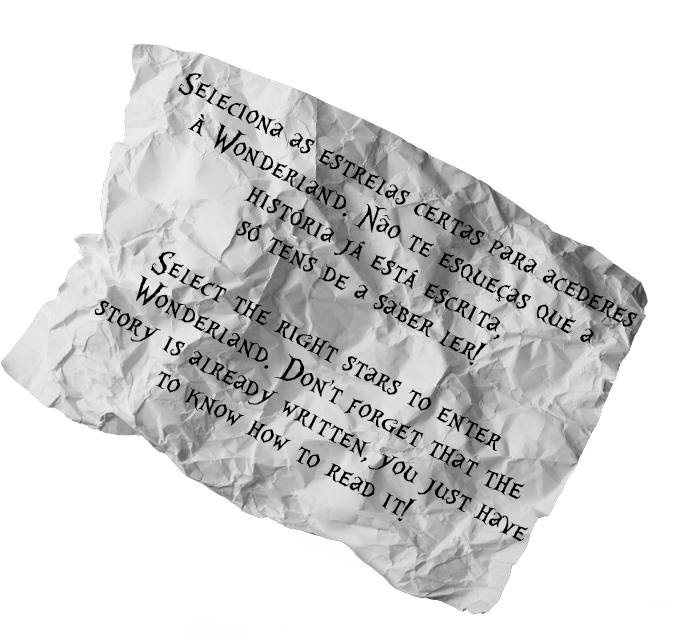 Seleciona as estrelas certas para acederes
à Wonderland. Não te esqueças que a
história já está escrita,
só tens de a saber ler!
Select the right stars to enter
Wonderland. Don't forget that the
story is already written, you just have
to know how to read it!